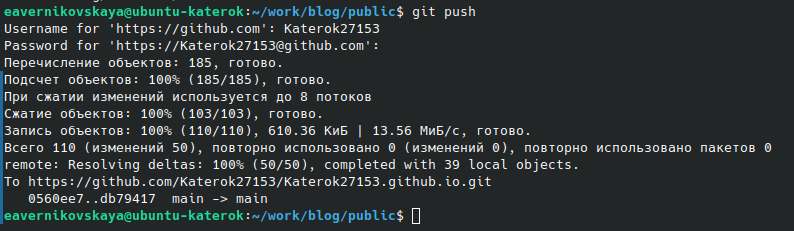 eavernikovskaya@ubuntu-katerok:~/work/blog/public$ git push
Username for 'https://github.com': Katerok27153
Password for 'https://Katerok27153@github.com':
Перечисление объектов: 185, готово.
Подсчет объектов: 100% (185/185), готово.
При сжатии изменений используется до 8 потоков
Сжатие объектов: 100% (103/103), готово.
Запись объектов: 100% (110/110), 610.36 КиБ | 13.56 МиБ/с, готово.
Всего 110 (изменений 50), повторно использовано 0 (изменений 0), повторно использовано пакетов 0
remote: Resolving deltas: 100% (50/50), completed with 39 local objects.
To https://github.com/Katerok27153/Katerok27153.github.io.git
   0560ee7..db79417  main -> main
eavernikovskaya@ubuntu-katerok:~/work/blog/public$